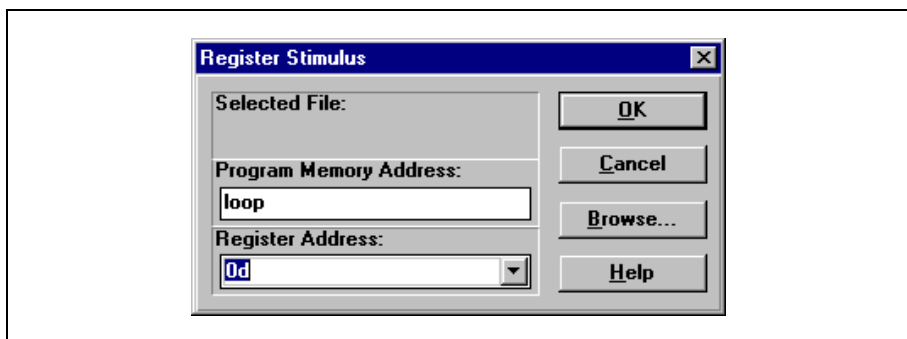 Register Stimulus
Selected File:
Program Memory Address:
loop
Register Address:
0d
OK
Cancel
Browse...
Help